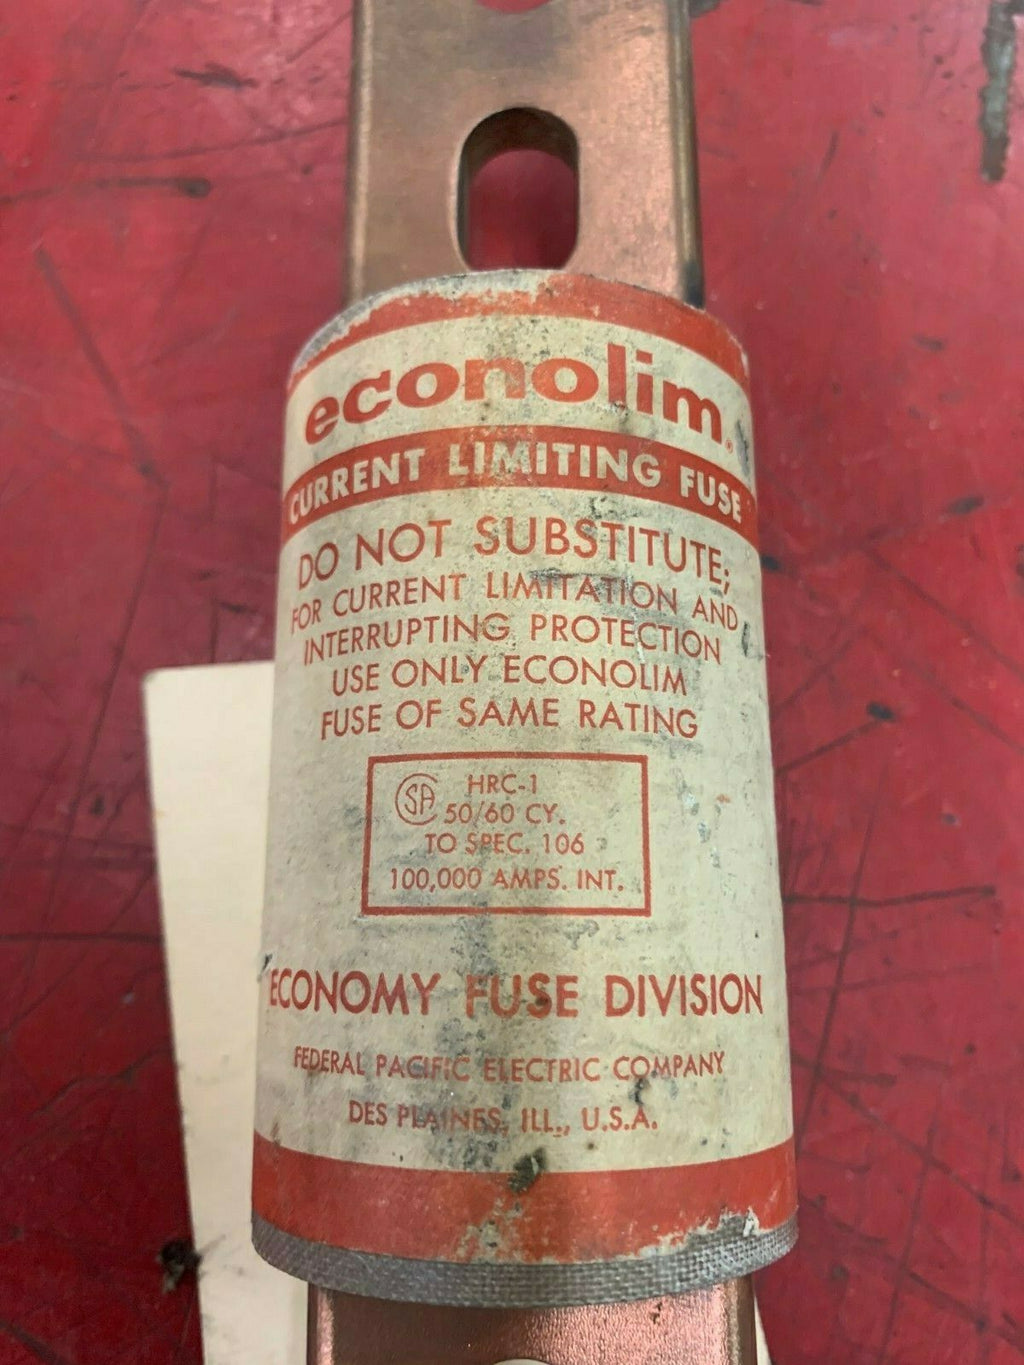 econolim®
CURRENT LIMITING FUSE
DO NOT SUBSTITUTE;
FOR CURRENT LIMITATION AND
INTERRUPTING PROTECTION
USE ONLY ECONOLIM
FUSE OF SAME RATING
CSA HRC-1
50/60 CY.
TO SPEC. 106
100,000 AMPS. INT.
ECONOMY FUSE DIVISION
FEDERAL PACIFIC ELECTRIC COMPANY
DES PLAINES, ILL., U.S.A.